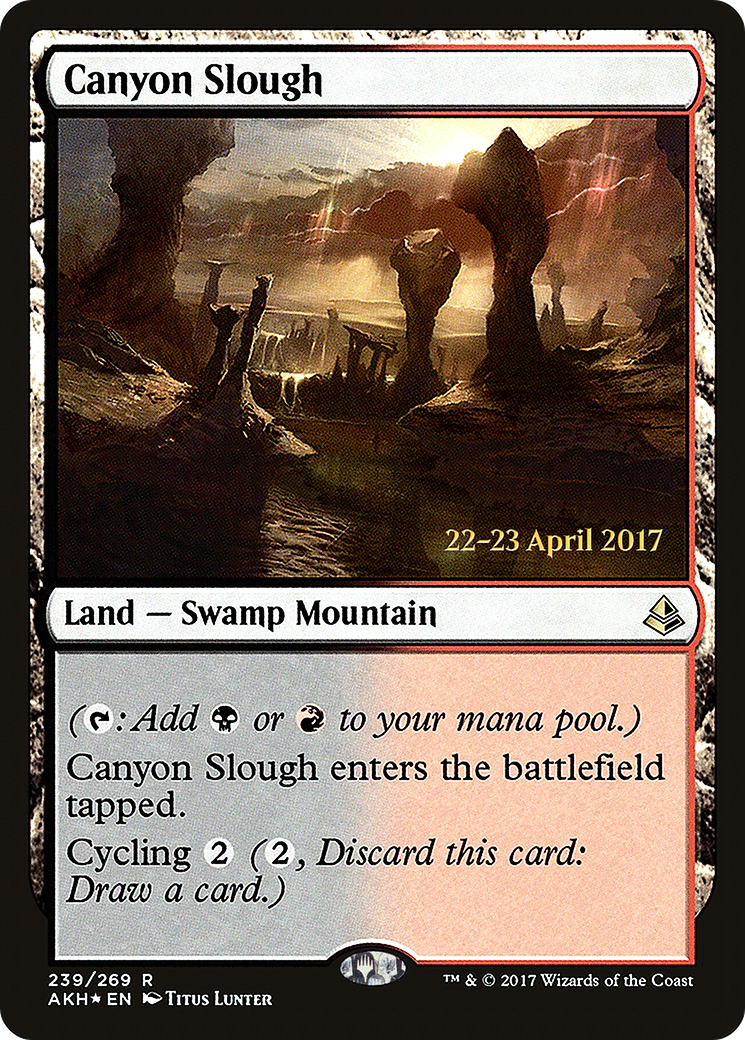 Canyon Slough
22–23 April 2017
Land — Swamp Mountain
(: Add or to your mana pool.)
Canyon Slough enters the battlefield
tapped.
Cycling 2 (2, Discard this card:
Draw a card.)
239/269 R
AKH★EN Titus Lunter
™ & © 2017 Wizards of the Coast